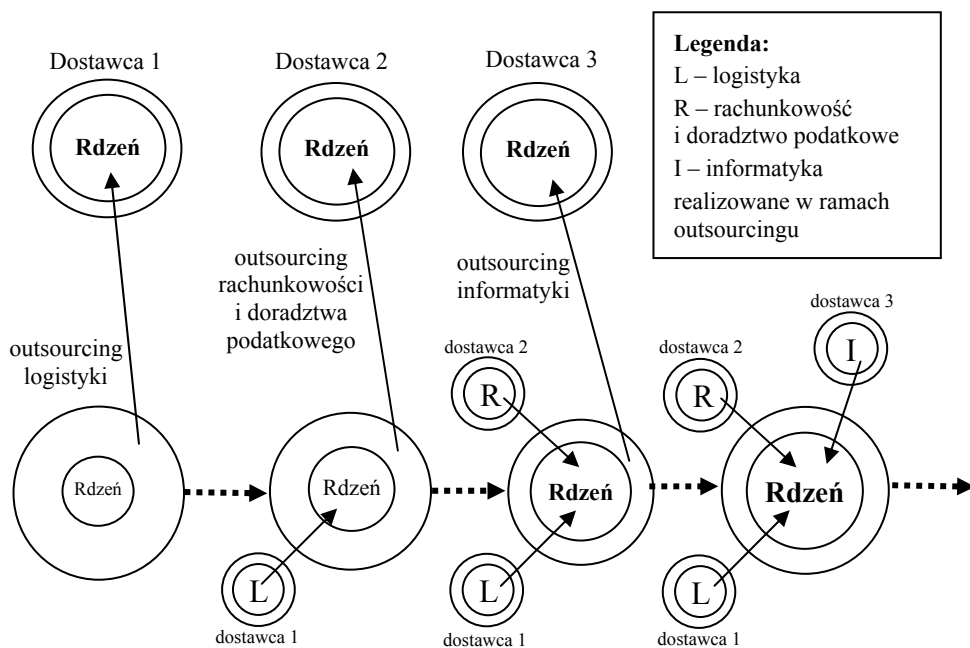 Dostawca 1
Dostawca 2
Dostawca 3
Legenda:
L – logistyka
R – rachunkowość
i doradztwo podatkowe
I – informatyka
realizowane w ramach
outsourcingu
Rdzeń
Rdzeń
Rdzeń
outsourcing
logistyki
outsourcing
rachunkowości
i doradztwa
podatkowego
outsourcing
informatyki
dostawca 2
R
dostawca 2
R
dostawca 3
I
Rdzeń
Rdzeń
Rdzeń
Rdzeń
L
dostawca 1
L
dostawca 1
L
dostawca 1